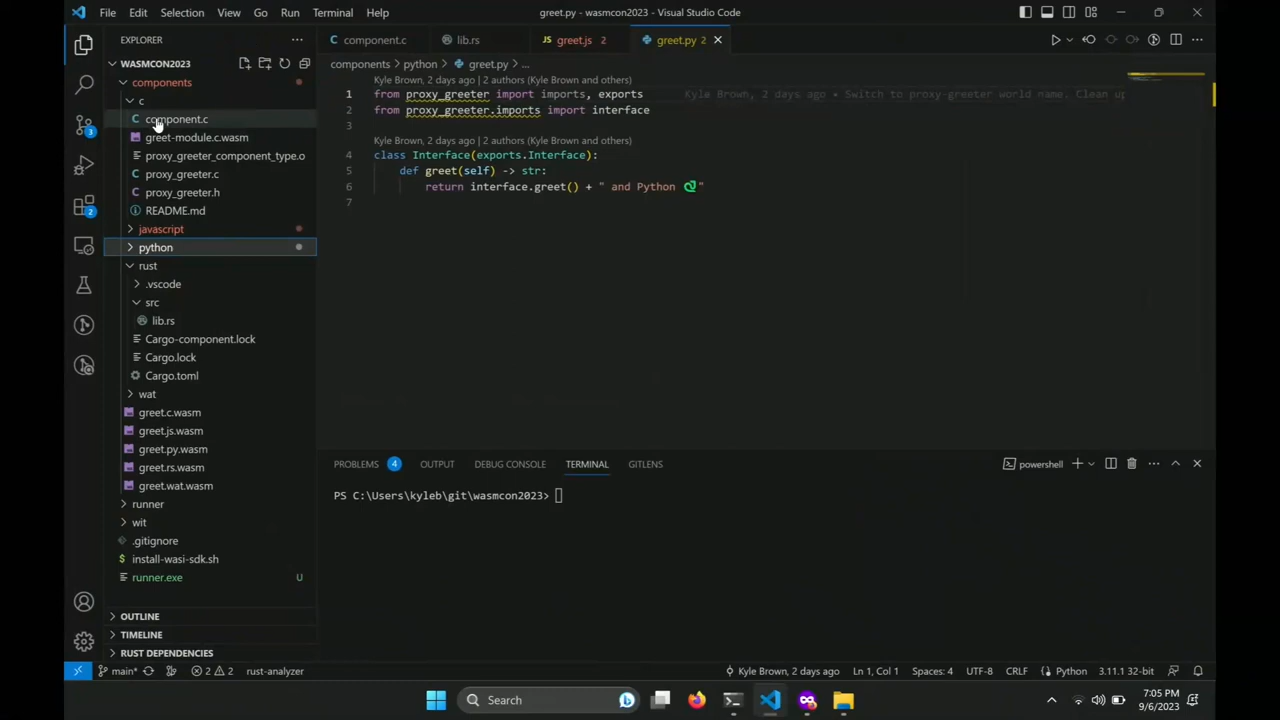 File Edit Selection View Go Run Terminal Help
greet.py - wasmcon2023 - Visual Studio Code
EXPLORER
WASMCON2023
components
c
component.c
greet-module.c.wasm
proxy_greeter_component_type.o
proxy_greeter.c
proxy_greeter.h
README.md
javascript
python
rust
.vscode
src
lib.rs
Cargo-component.lock
Cargo.lock
Cargo.toml
wat
greet.c.wasm
greet.js.wasm
greet.py.wasm
greet.rs.wasm
greet.wat.wasm
runner
wit
.gitignore
install-wasi-sdk.sh
runner.exe U
OUTLINE
TIMELINE
RUST DEPENDENCIES
3
2
component.c lib.rs greet.js 2 greet.py 2
components > python > greet.py > ...
Kyle Brown, 2 days ago | 2 authors (Kyle Brown and others)
1 from proxy_greeter import imports, exports Kyle Brown, 2 days ago • Switch to proxy-greeter world name. Clean up
2 from proxy_greeter.imports import interface
3
Kyle Brown, 2 days ago | 2 authors (Kyle Brown and others)
4 class Interface(exports.Interface):
5 def greet(self) -> str:
6 return interface.greet() + " and Python 🐍"
7
PROBLEMS 4 OUTPUT DEBUG CONSOLE TERMINAL GITLENS
powershell
PS C:\Users\kyleb\git\wasmcon2023>
main* 2 2 rust-analyzer
Kyle Brown, 2 days ago Ln 1, Col 1 Spaces: 4 UTF-8 CRLF Python 3.11.1 32-bit
Search
7:05 PM
9/6/2023